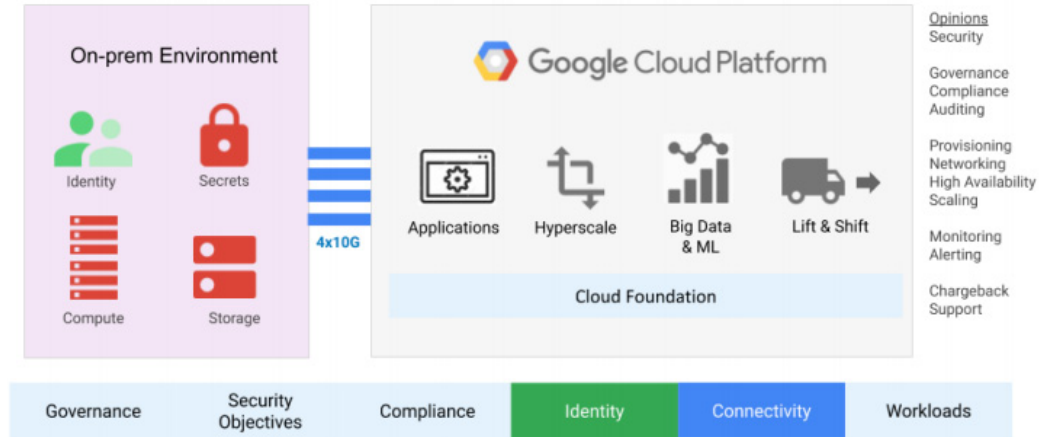 On-prem Environment
Identity
Secrets
Compute
Storage
4x10G
Google Cloud Platform
Applications
Hyperscale
Big Data
& ML
Lift & Shift
Cloud Foundation
Opinions
Security
Governance
Compliance
Auditing
Provisioning
Networking
High Availability
Scaling
Monitoring
Alerting
Chargeback
Support
Governance
Security
Objectives
Compliance
Identity
Connectivity
Workloads